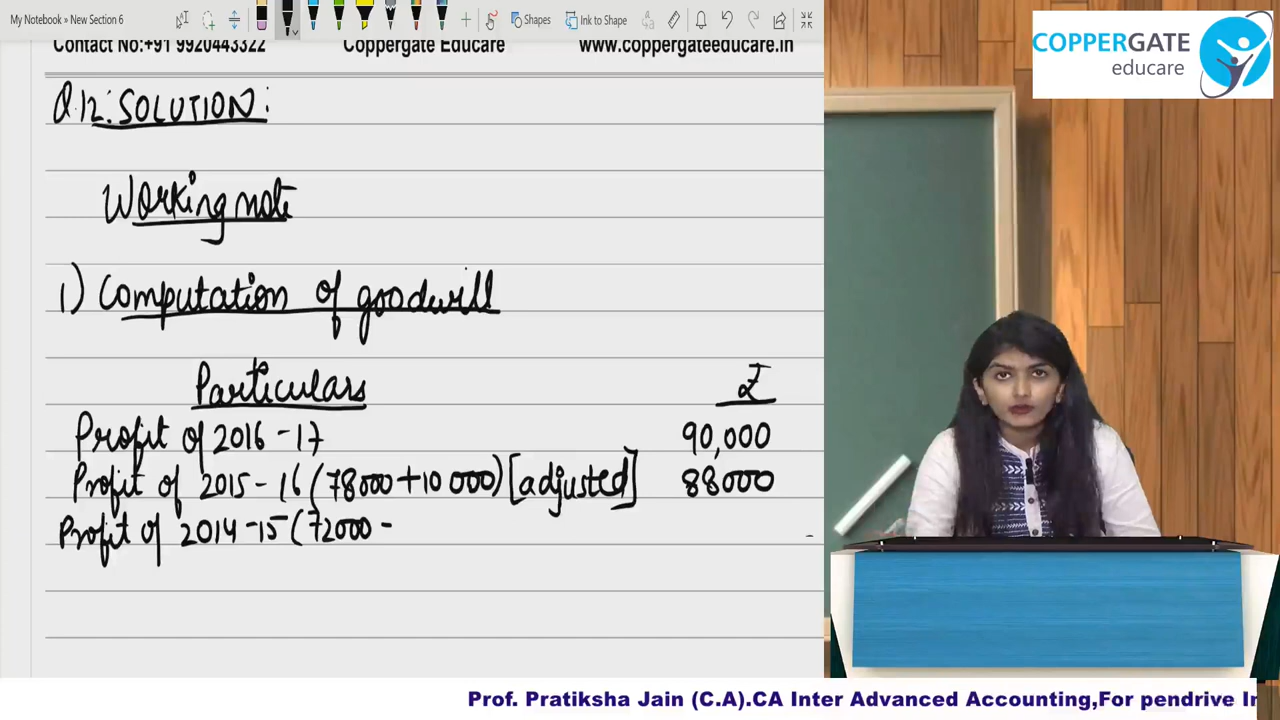 My Notebook » New Section 6
Shapes
Ink to Shape
Contact No:+91 9920443322 Coppergate Educare www.coppergateeducare.in
COPPERGATE
educare
Q.12: SOLUTION:
Working note
1) Computation of goodwill
Particulars ₹
Profit of 2016-17 90,000
Profit of 2015-16 (78000+10000) [adjusted] 88000
Profit of 2014-15 (72000 -
Prof. Pratiksha Jain (C.A).CA Inter Advanced Accounting,For pendrive In